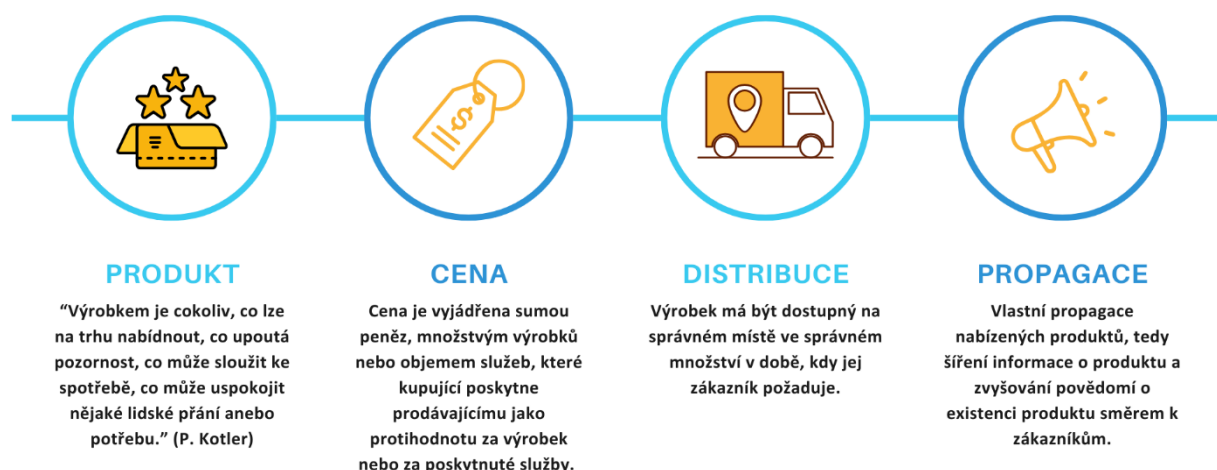 PRODUKT
“Výrobkem je cokoliv, co lze
na trhu nabídnout, co upoutá
pozornost, co může sloužit ke
spotřebě, co může uspokojit
nějaké lidské přání anebo
potřebu.” (P. Kotler)
CENA
Cena je vyjádřena sumou
peněz, množstvým výrobků
nebo objemem služeb, které
kupující poskytne
prodávajícímu jako
protihodnotu za výrobek
nebo za poskytnuté služby.
DISTRIBUCE
Výrobek má být dostupný na
správném místě ve správném
množství v době, kdy jej
zákazník požaduje.
PROPAGACE
Vlastní propagace
nabízených produktů, tedy
šíření informace o produktu a
zvyšování povědomí o
existenci produktu směrem k
zákazníkům.